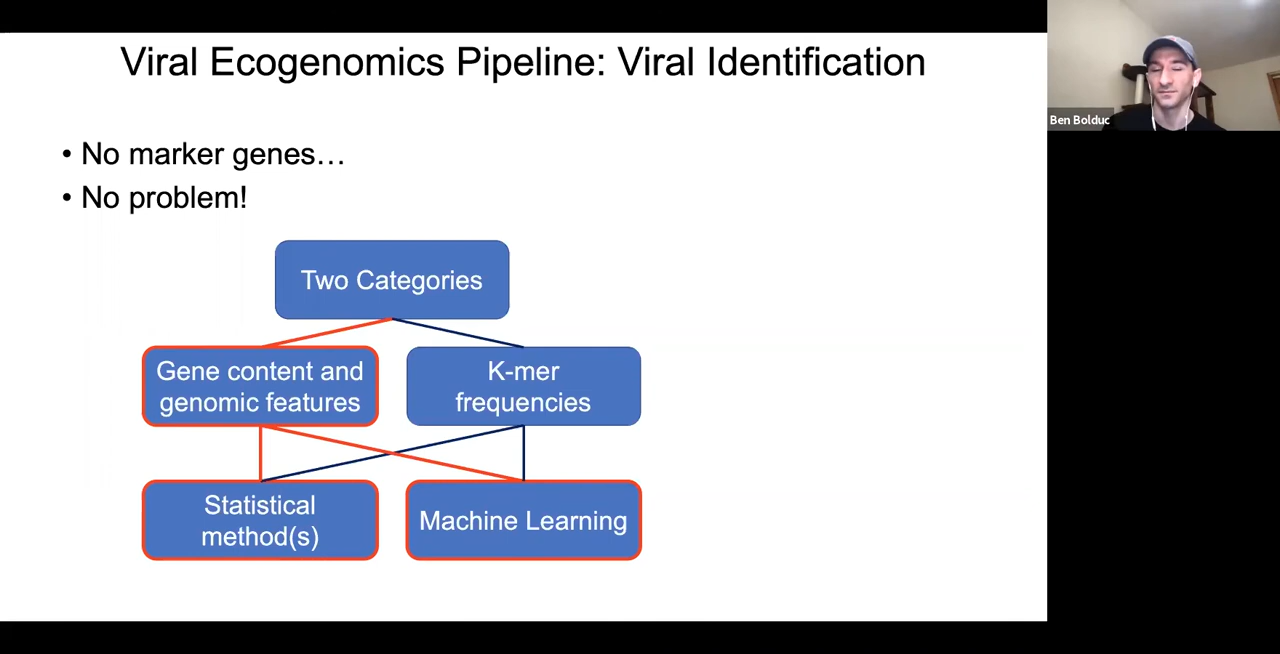 Viral Ecogenomics Pipeline: Viral Identification
• No marker genes…
• No problem!
Two Categories
Gene content and
genomic features
K-mer
frequencies
Statistical
method(s)
Machine Learning
Ben Bolduc